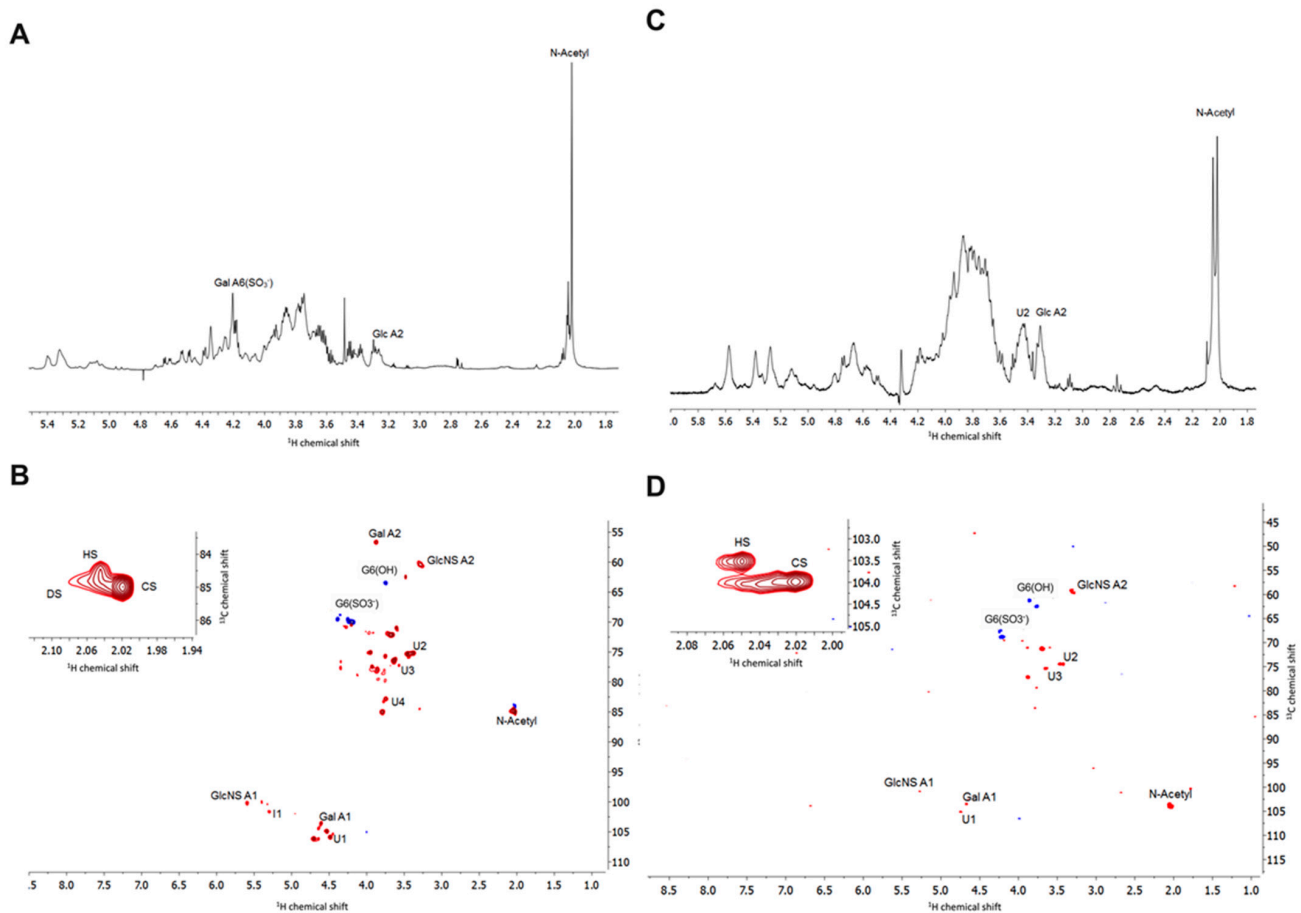 A
N-Acetyl
Gal A6(SO₃⁻)
Glc A2
5.4 5.2 5.0 4.8 4.6 4.4 4.2 4.0 3.8 3.6 3.4 3.2 3.0 2.8 2.6 2.4 2.2 2.0 1.8
¹H chemical shift
C
N-Acetyl
U2
Glc A2
.0 5.8 5.6 5.4 5.2 5.0 4.8 4.6 4.4 4.2 4.0 3.8 3.6 3.4 3.2 3.0 2.8 2.6 2.4 2.2 2.0 1.8
¹H chemical shift
B
HS
DS
CS
84
85
86
¹³C chemical shift
2.10 2.06 2.02 1.98 1.94
¹H chemical shift
Gal A2
GlcNS A2
G6(OH)
G6(SO3⁻)
U2
U3
U4
N-Acetyl
GlcNS A1
I1
Gal A1
U1
55
60
65
70
75
80
85
90
95
100
105
110
¹³C chemical shift
.5 8.0 7.5 7.0 6.5 6.0 5.5 5.0 4.5 4.0 3.5 3.0 2.5 2.0 1.5 1.0
¹H chemical shift
D
HS
CS
103.0
103.5
104.0
104.5
105.0
¹³C chemical shift
2.08 2.06 2.04 2.02 2.00
¹H chemical shift
G6(OH)
GlcNS A2
G6(SO3⁻)
U2
U3
GlcNS A1
Gal A1
U1
N-Acetyl
45
50
55
60
65
70
75
80
85
90
95
100
105
110
115
¹³C chemical shift
8.5 8.0 7.5 7.0 6.5 6.0 5.5 5.0 4.5 4.0 3.5 3.0 2.5 2.0 1.5 1.0
¹H chemical shift